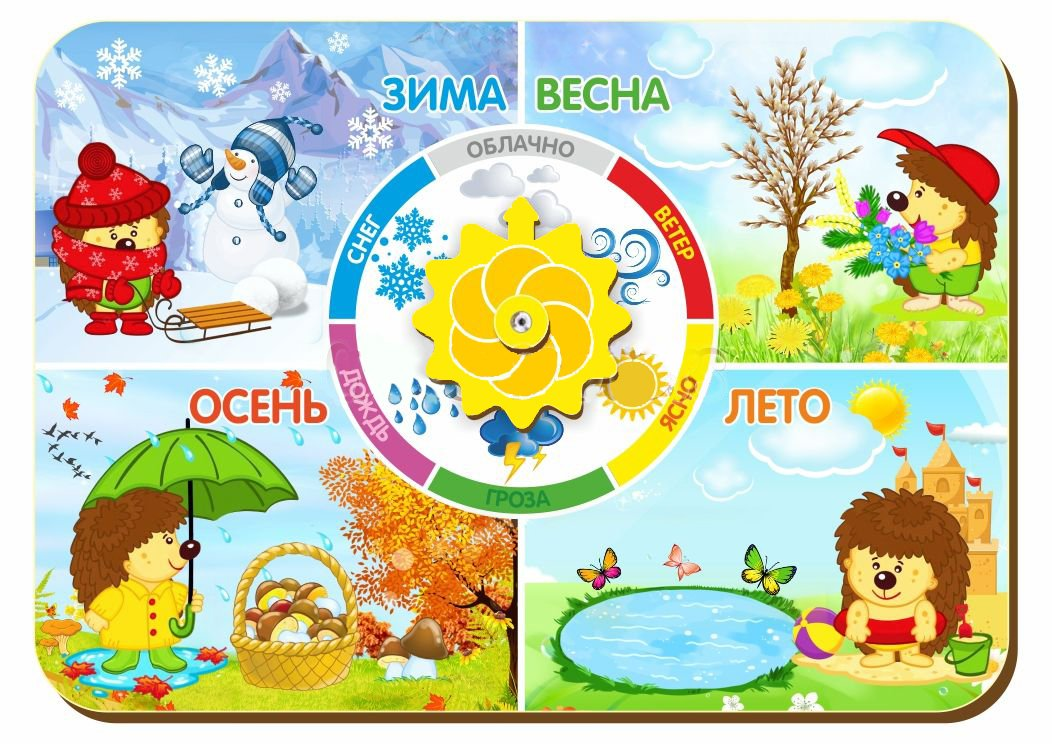 ЗИМА
ВЕСНА
ОБЛАЧНО
СНЕГ
ВЕТЕР
ДОЖДЬ
ЯСНО
ГРОЗА
ОСЕНЬ
ЛЕТО